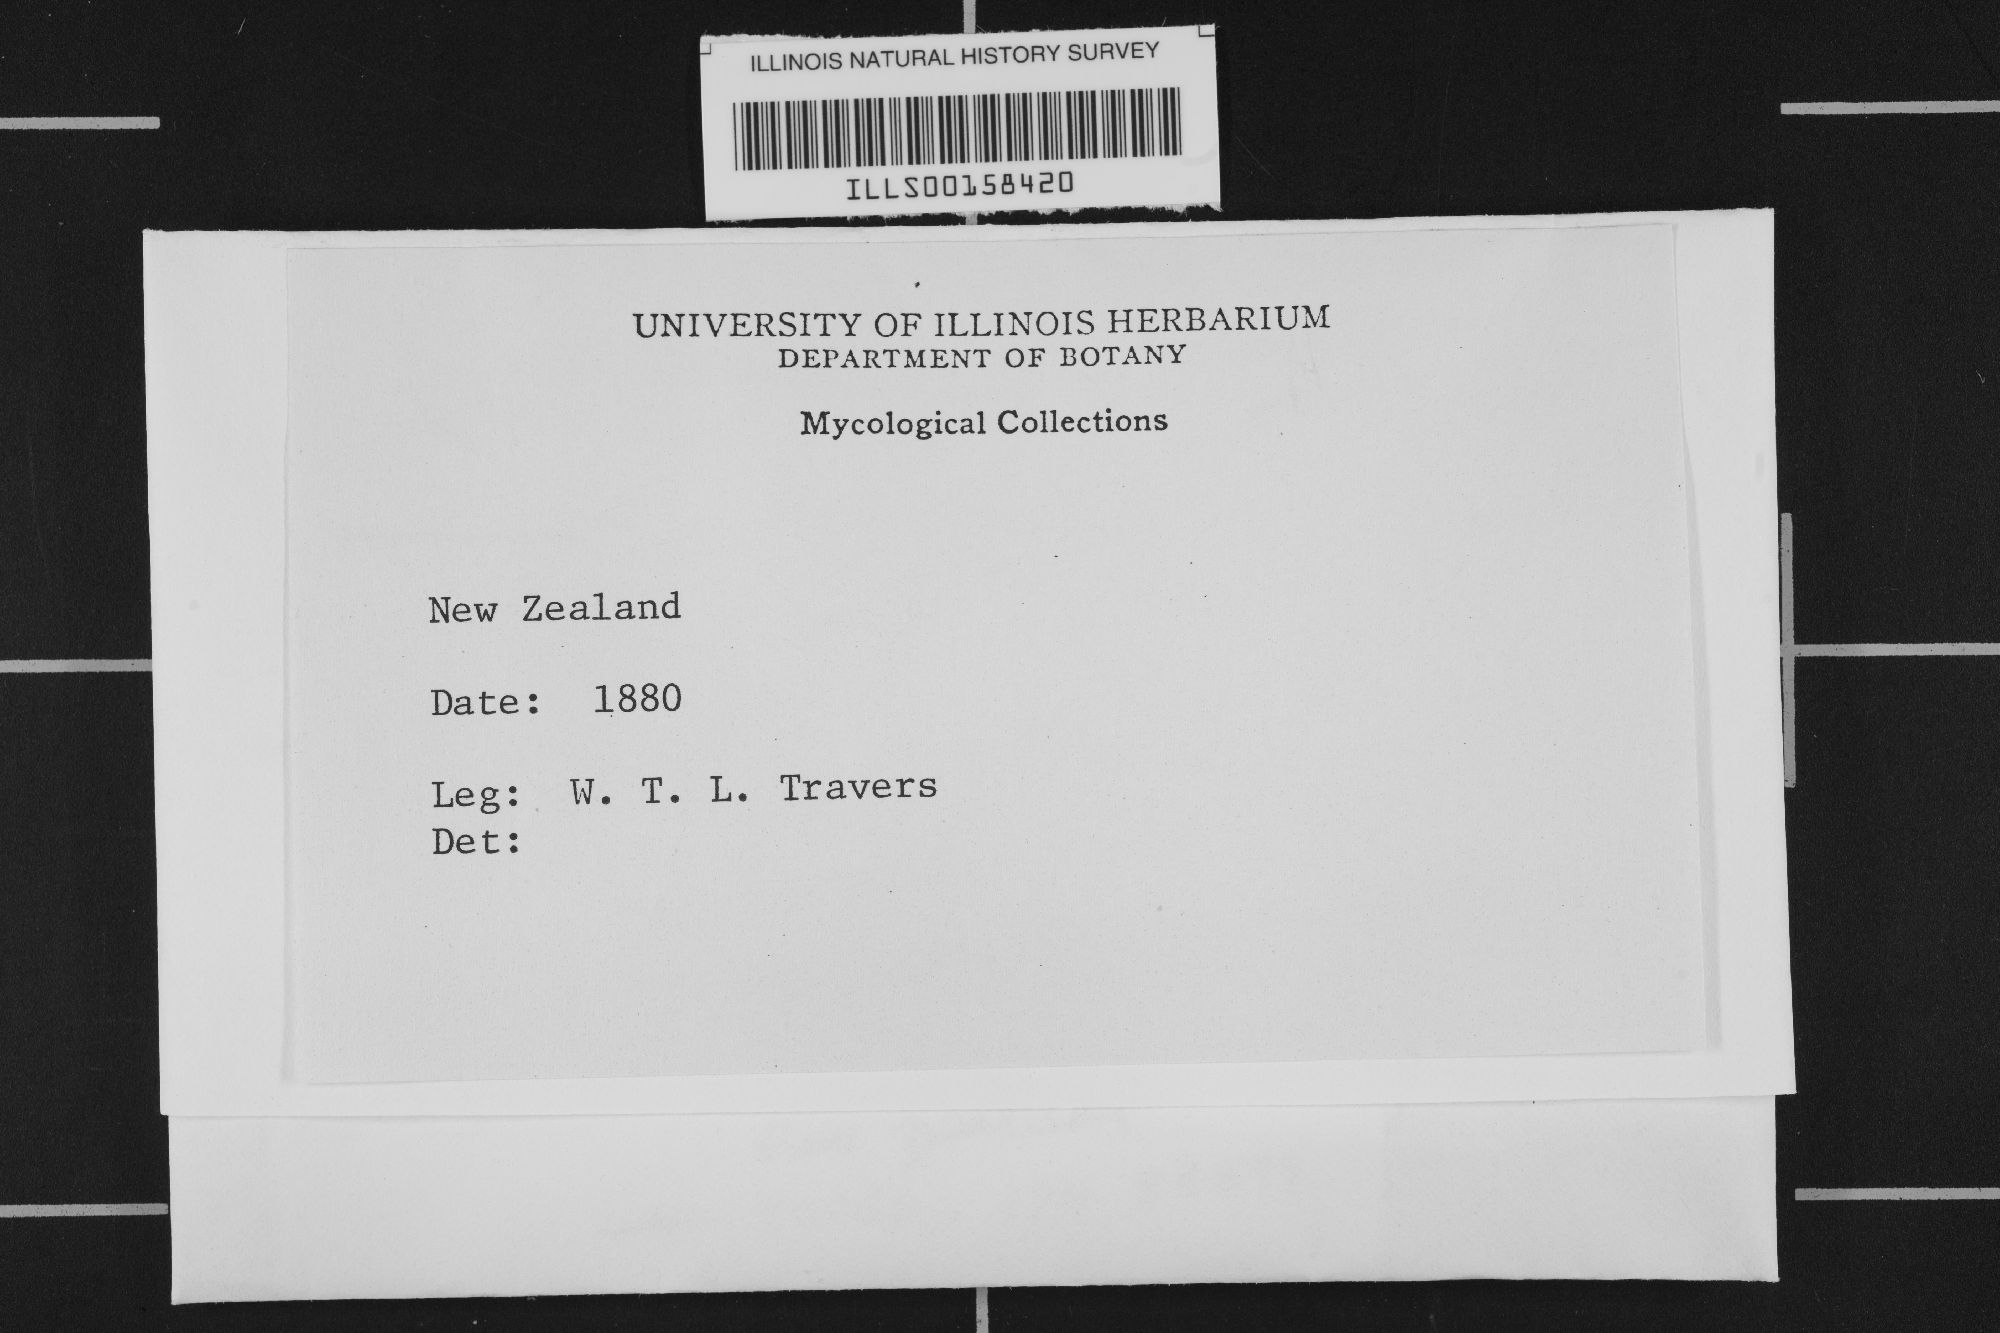 ILLINOIS NATURAL HISTORY SURVEY
ILLS00158420
UNIVERSITY OF ILLINOIS HERBARIUM
DEPARTMENT OF BOTANY
Mycological Collections
New Zealand
Date: 1880
Leg: W. T. L. Travers
Det: